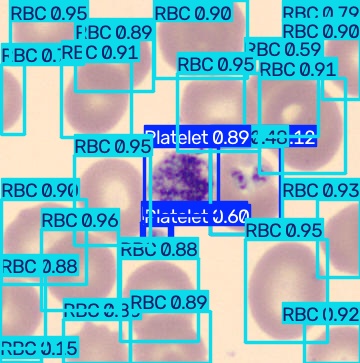 RBC 0.95
RBC 0.90
RBC 0.79
RBC 0.90
RBC 0.89
RBC 0.59
RBC 0.91
RBC 0.95
RBC 0.91
Platelet 0.89
RBC 0.95
RBC 0.90
RBC 0.93
RBC 0.96
Platelet 0.60
RBC 0.95
RBC 0.88
RBC 0.88
RBC 0.89
RBC 0.92